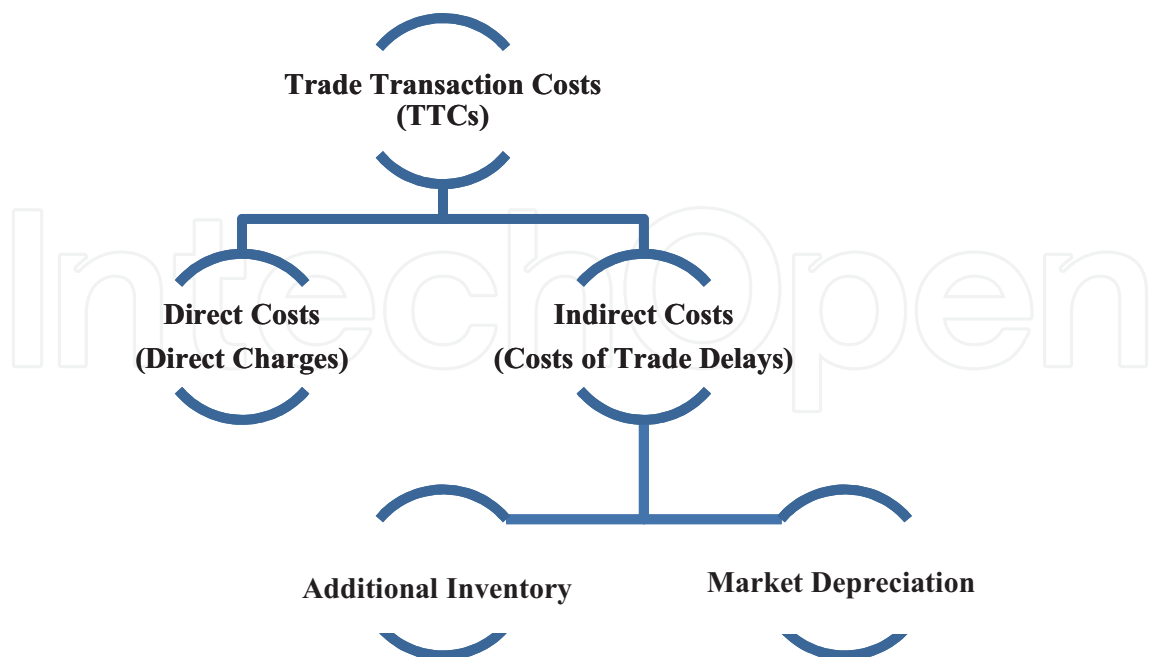 Trade Transaction Costs
(TTCs)
IntechOpen
Direct Costs
(Direct Charges)
Indirect Costs
(Costs of Trade Delays)
Additional Inventory
Market Depreciation